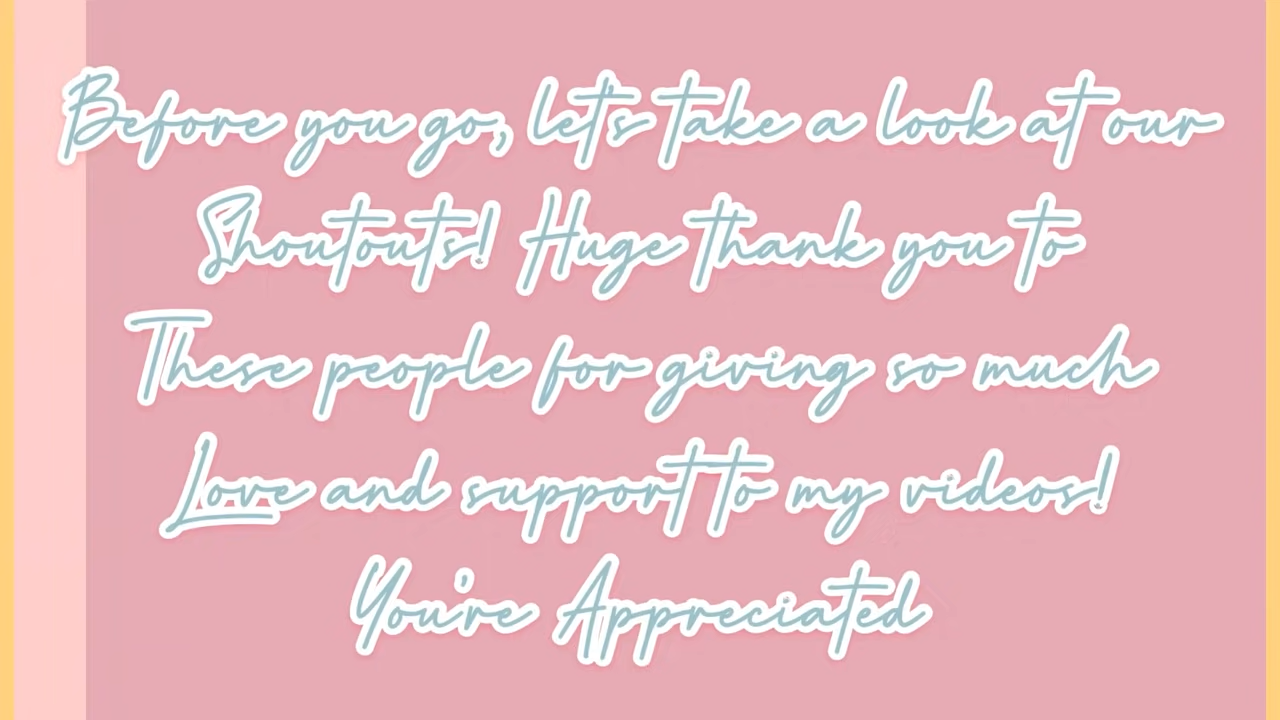 Before you go, let's take a look at our
Shoutouts! Huge thank you to
These people for giving so much
Love and support to my videos!
You're Appreciated